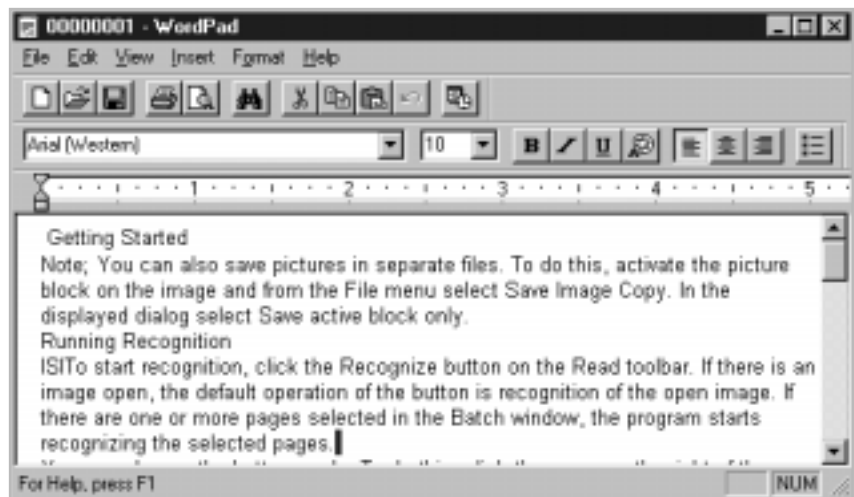 00000001 - WordPad
File Edit View Insert Format Help
Arial (Western) 10 B / U
1 2 3 4 5
Getting Started
Note; You can also save pictures in separate files. To do this, activate the picture
block on the image and from the File menu select Save Image Copy. In the
displayed dialog select Save active block only.
Running Recognition
ISITo start recognition, click the Recognize button on the Read toolbar. If there is an
image open, the default operation of the button is recognition of the open image. If
there are one or more pages selected in the Batch window, the program starts
recognizing the selected pages.
For Help, press F1 NUM